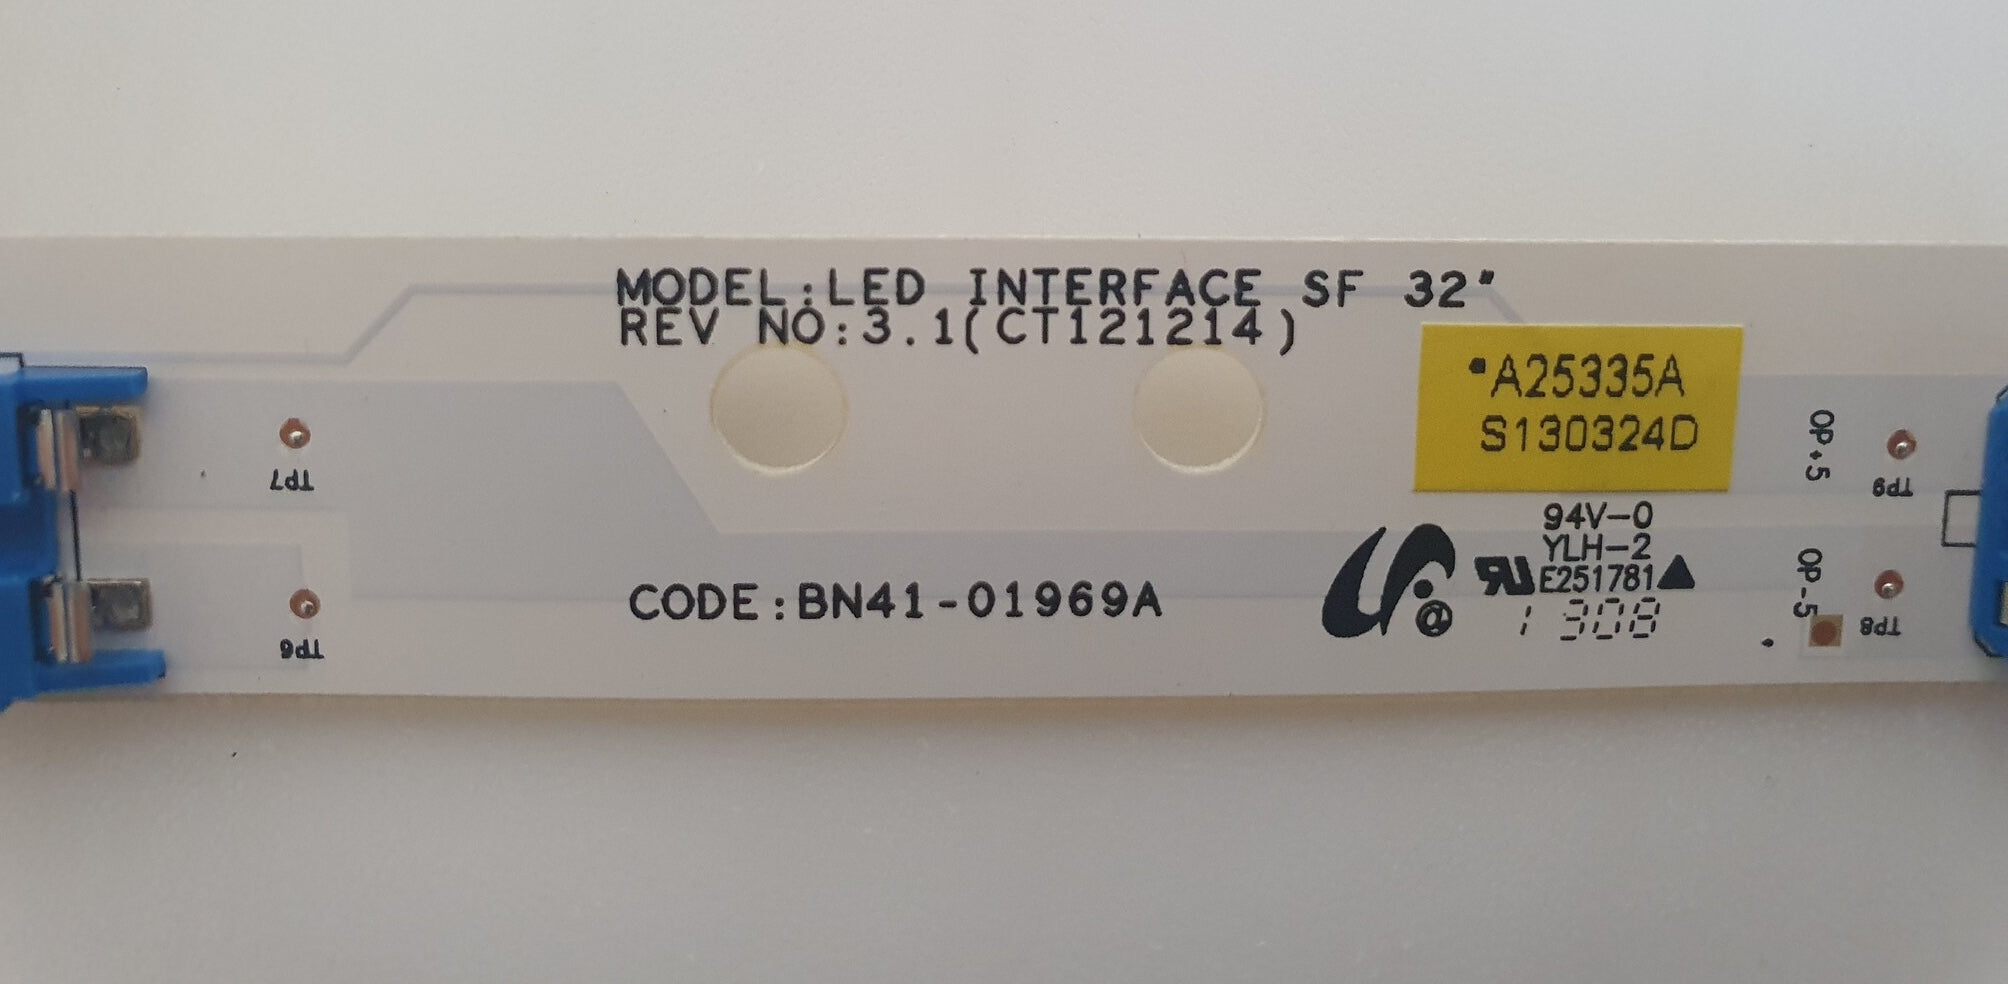 MODEL:LED INTERFACE SF 32"
REV NO:3.1(CT121214)
•A25335A
S130324D
TP7
OP+5
TP9
94V-0
YLH-2
E251781▲
1308
CODE:BN41-01969A
TP6
OP-5
TP8